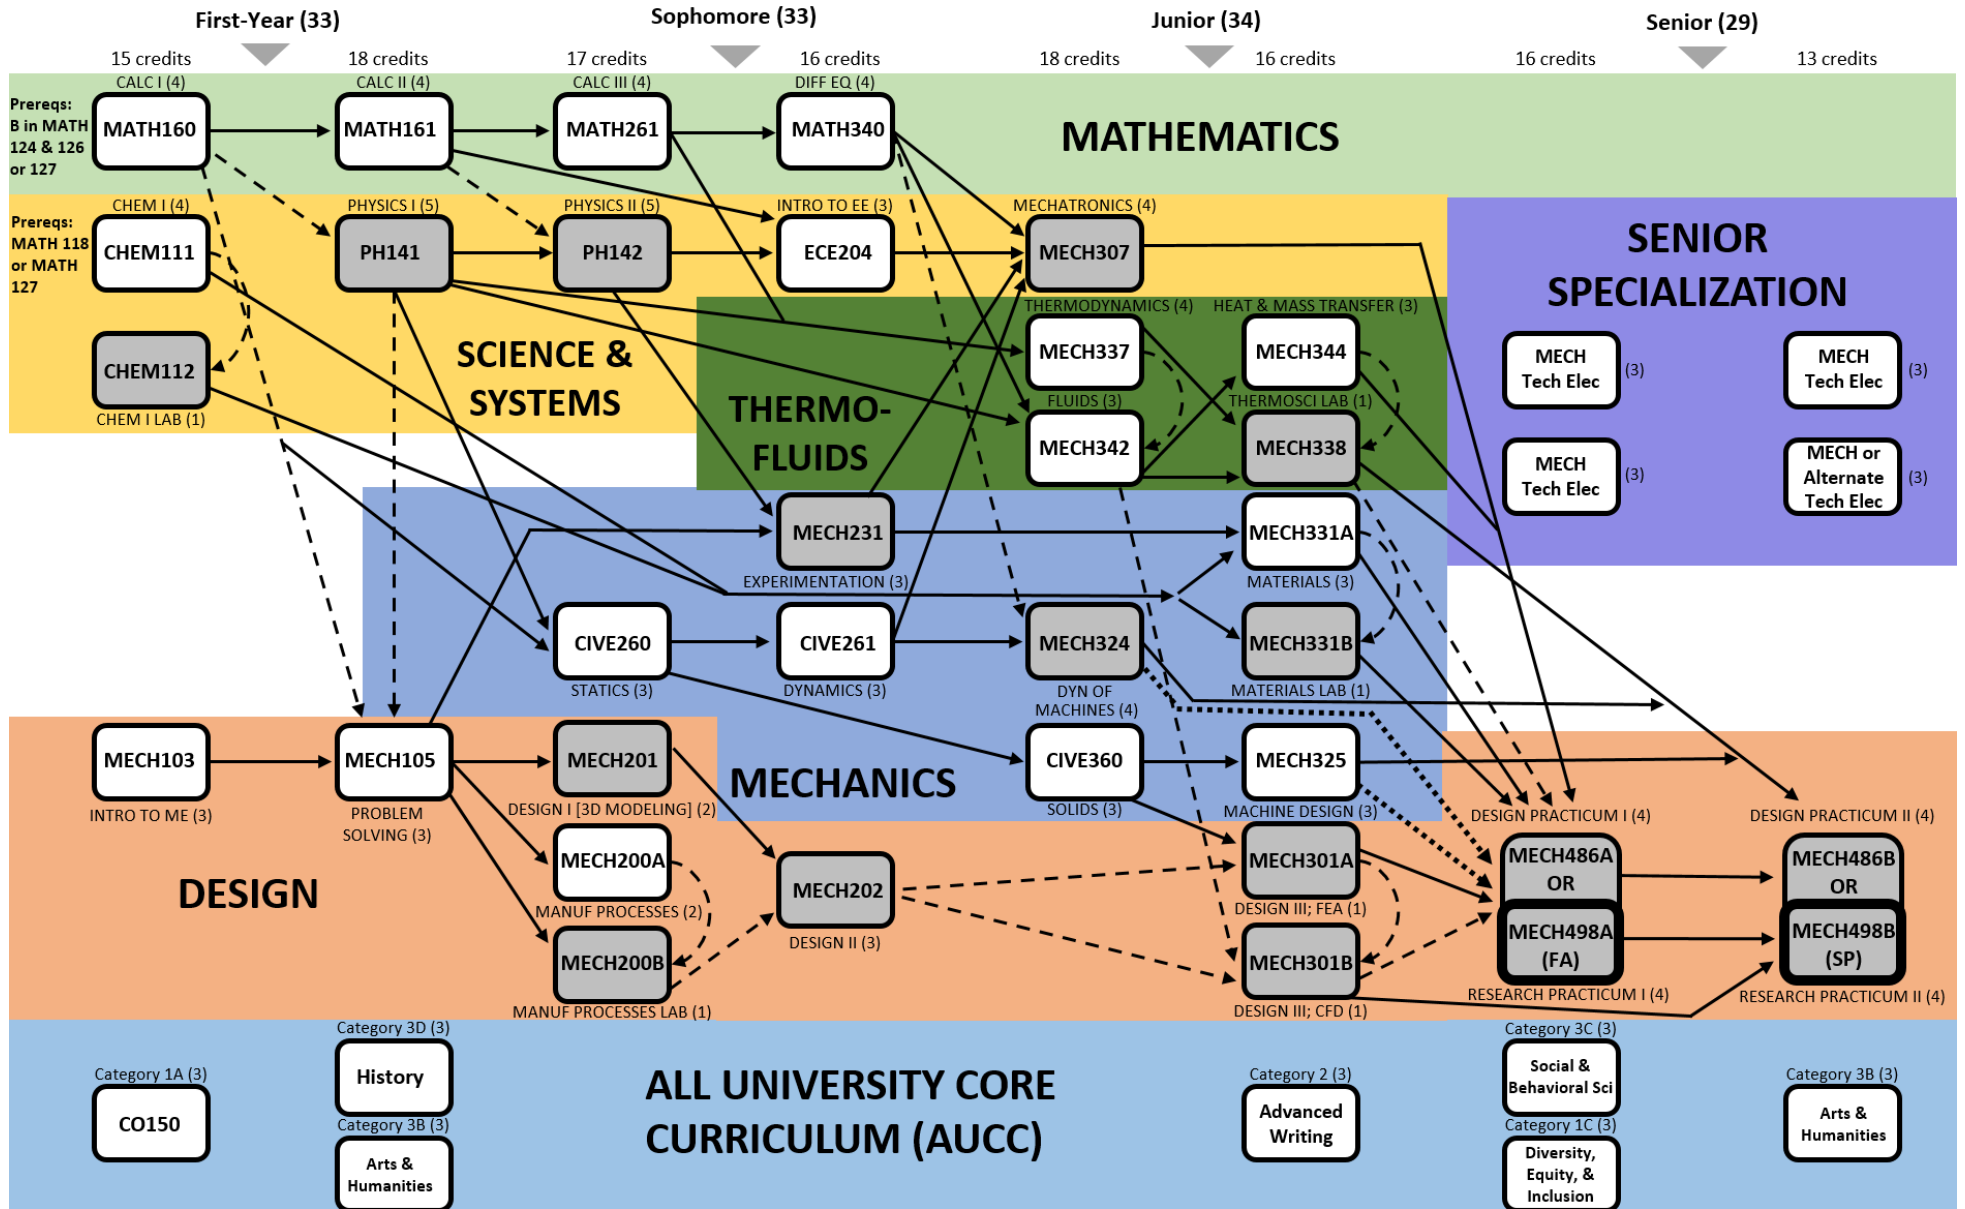 First-Year (33)
Sophomore (33)
Junior (34)
Senior (29)
15 credits
18 credits
17 credits
16 credits
18 credits
16 credits
16 credits
13 credits
CALC I (4)
CALC II (4)
CALC III (4)
DIFF EQ (4)
Prereqs:
B in MATH
124 & 126
or 127
MATH160
MATH161
MATH261
MATH340
MATHEMATICS
CHEM I (4)
PHYSICS I (5)
PHYSICS II (5)
INTRO TO EE (3)
MECHATRONICS (4)
Prereqs:
MATH 118
or MATH
127
CHEM111
PH141
PH142
ECE204
MECH307
SENIOR
SPECIALIZATION
THERMODYNAMICS (4)
HEAT & MASS TRANSFER (3)
CHEM112
CHEM I LAB (1)
SCIENCE &
SYSTEMS
MECH337
MECH344
MECH
Tech Elec
(3)
MECH
Tech Elec
(3)
THERMO-
FLUIDS
FLUIDS (3)
THERMOSCI LAB (1)
MECH342
MECH338
MECH
Tech Elec
(3)
MECH or
Alternate
Tech Elec
(3)
MECH231
EXPERIMENTATION (3)
MECH331A
MATERIALS (3)
CIVE260
STATICS (3)
CIVE261
DYNAMICS (3)
MECH324
DYN OF
MACHINES (4)
MECH331B
MATERIALS LAB (1)
MECH103
INTRO TO ME (3)
MECH105
PROBLEM
SOLVING (3)
MECH201
DESIGN I [3D MODELING] (2)
MECHANICS
CIVE360
SOLIDS (3)
MECH325
MACHINE DESIGN (3)
DESIGN PRACTICUM I (4)
DESIGN PRACTICUM II (4)
DESIGN
MECH200A
MANUF PROCESSES (2)
MECH202
DESIGN II (3)
MECH301A
DESIGN III; FEA (1)
MECH486A
OR
MECH498A
(FA)
RESEARCH PRACTICUM I (4)
MECH486B
OR
MECH498B
(SP)
RESEARCH PRACTICUM II (4)
MECH200B
MANUF PROCESSES LAB (1)
MECH301B
DESIGN III; CFD (1)
Category 1A (3)
CO150
Category 3D (3)
History
Category 3B (3)
Arts &
Humanities
ALL UNIVERSITY CORE
CURRICULUM (AUCC)
Category 2 (3)
Advanced
Writing
Category 3C (3)
Social &
Behavioral Sci
Category 1C (3)
Diversity,
Equity, &
Inclusion
Category 3B (3)
Arts &
Humanities